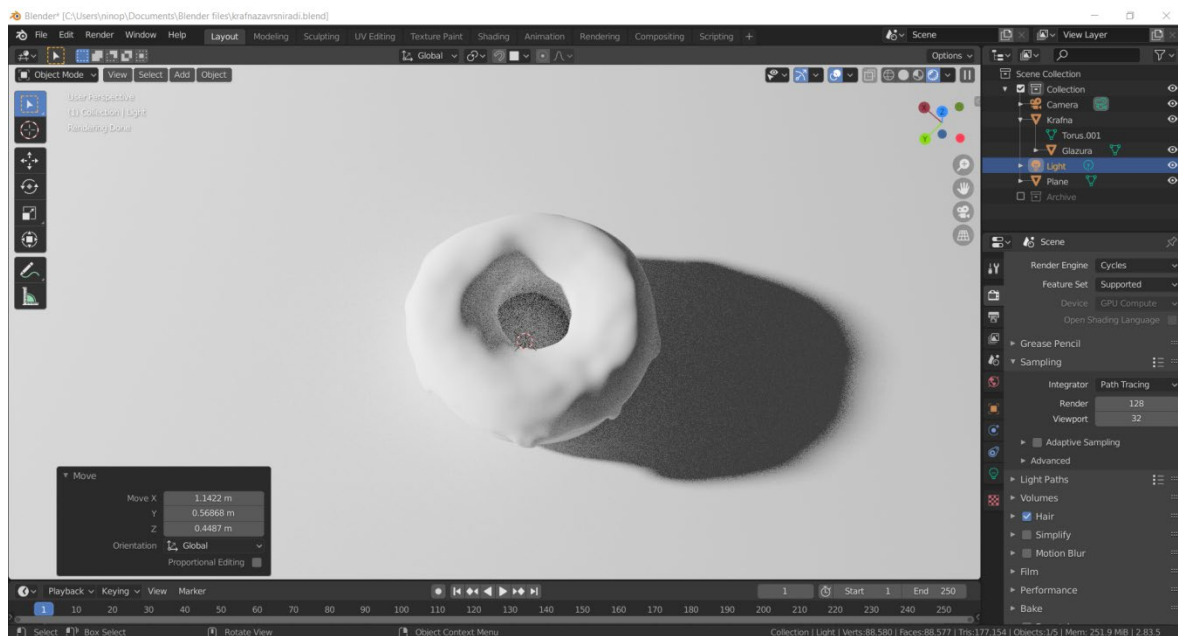 Blender* [C:\Users\ninop\Documents\Blender files\krafnazavrsniradi.blend]
File Edit Render Window Help Layout Modeling Sculpting UV Editing Texture Paint Shading Animation Rendering Compositing Scripting + Scene View Layer
Global Options
Object Mode View Select Add Object
User Perspective
(1) Collection | Light
Rendering Done
X
Z
Y
Scene Collection
Collection
Camera
Krafna
Torus.001
Glazura
Light
Plane
Archive
Scene
Render Engine Cycles
Feature Set Supported
Device GPU Compute
Open Shading Language
Grease Pencil
Sampling
Integrator Path Tracing
Render 128
Viewport 32
Adaptive Sampling
Advanced
Light Paths
Volumes
Hair
Simplify
Motion Blur
Film
Performance
Bake
Move
Move X 1.1422 m
Y 0.56868 m
Z 0.4487 m
Orientation Global
Proportional Editing
Playback Keying View Marker 1 Start 1 End 250
1 10 20 30 40 50 60 70 80 90 100 110 120 130 140 150 160 170 180 190 200 210 220 230 240 250
Select Box Select Rotate View Object Context Menu Collection | Light | Verts:88,580 | Faces:88,577 | Tris:177,154 | Objects:1/5 | Mem: 251.9 MiB | 2.83.5